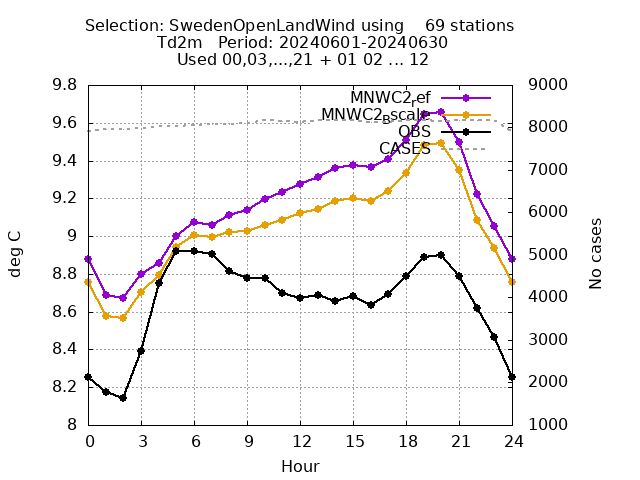 Selection: SwedenOpenLandWind using    69 stations
Td2m   Period: 20240601-20240630
Used 00,03,...,21 + 01 02 ... 12
9.8
9.6
9.4
9.2
9
8.8
8.6
8.4
8.2
8
deg C
9000
8000
7000
6000
5000
4000
3000
2000
1000
No cases
MNWC2ref
MNWC2Bscale
OBS
CASES
0 3 6 9 12 15 18 21 24
Hour